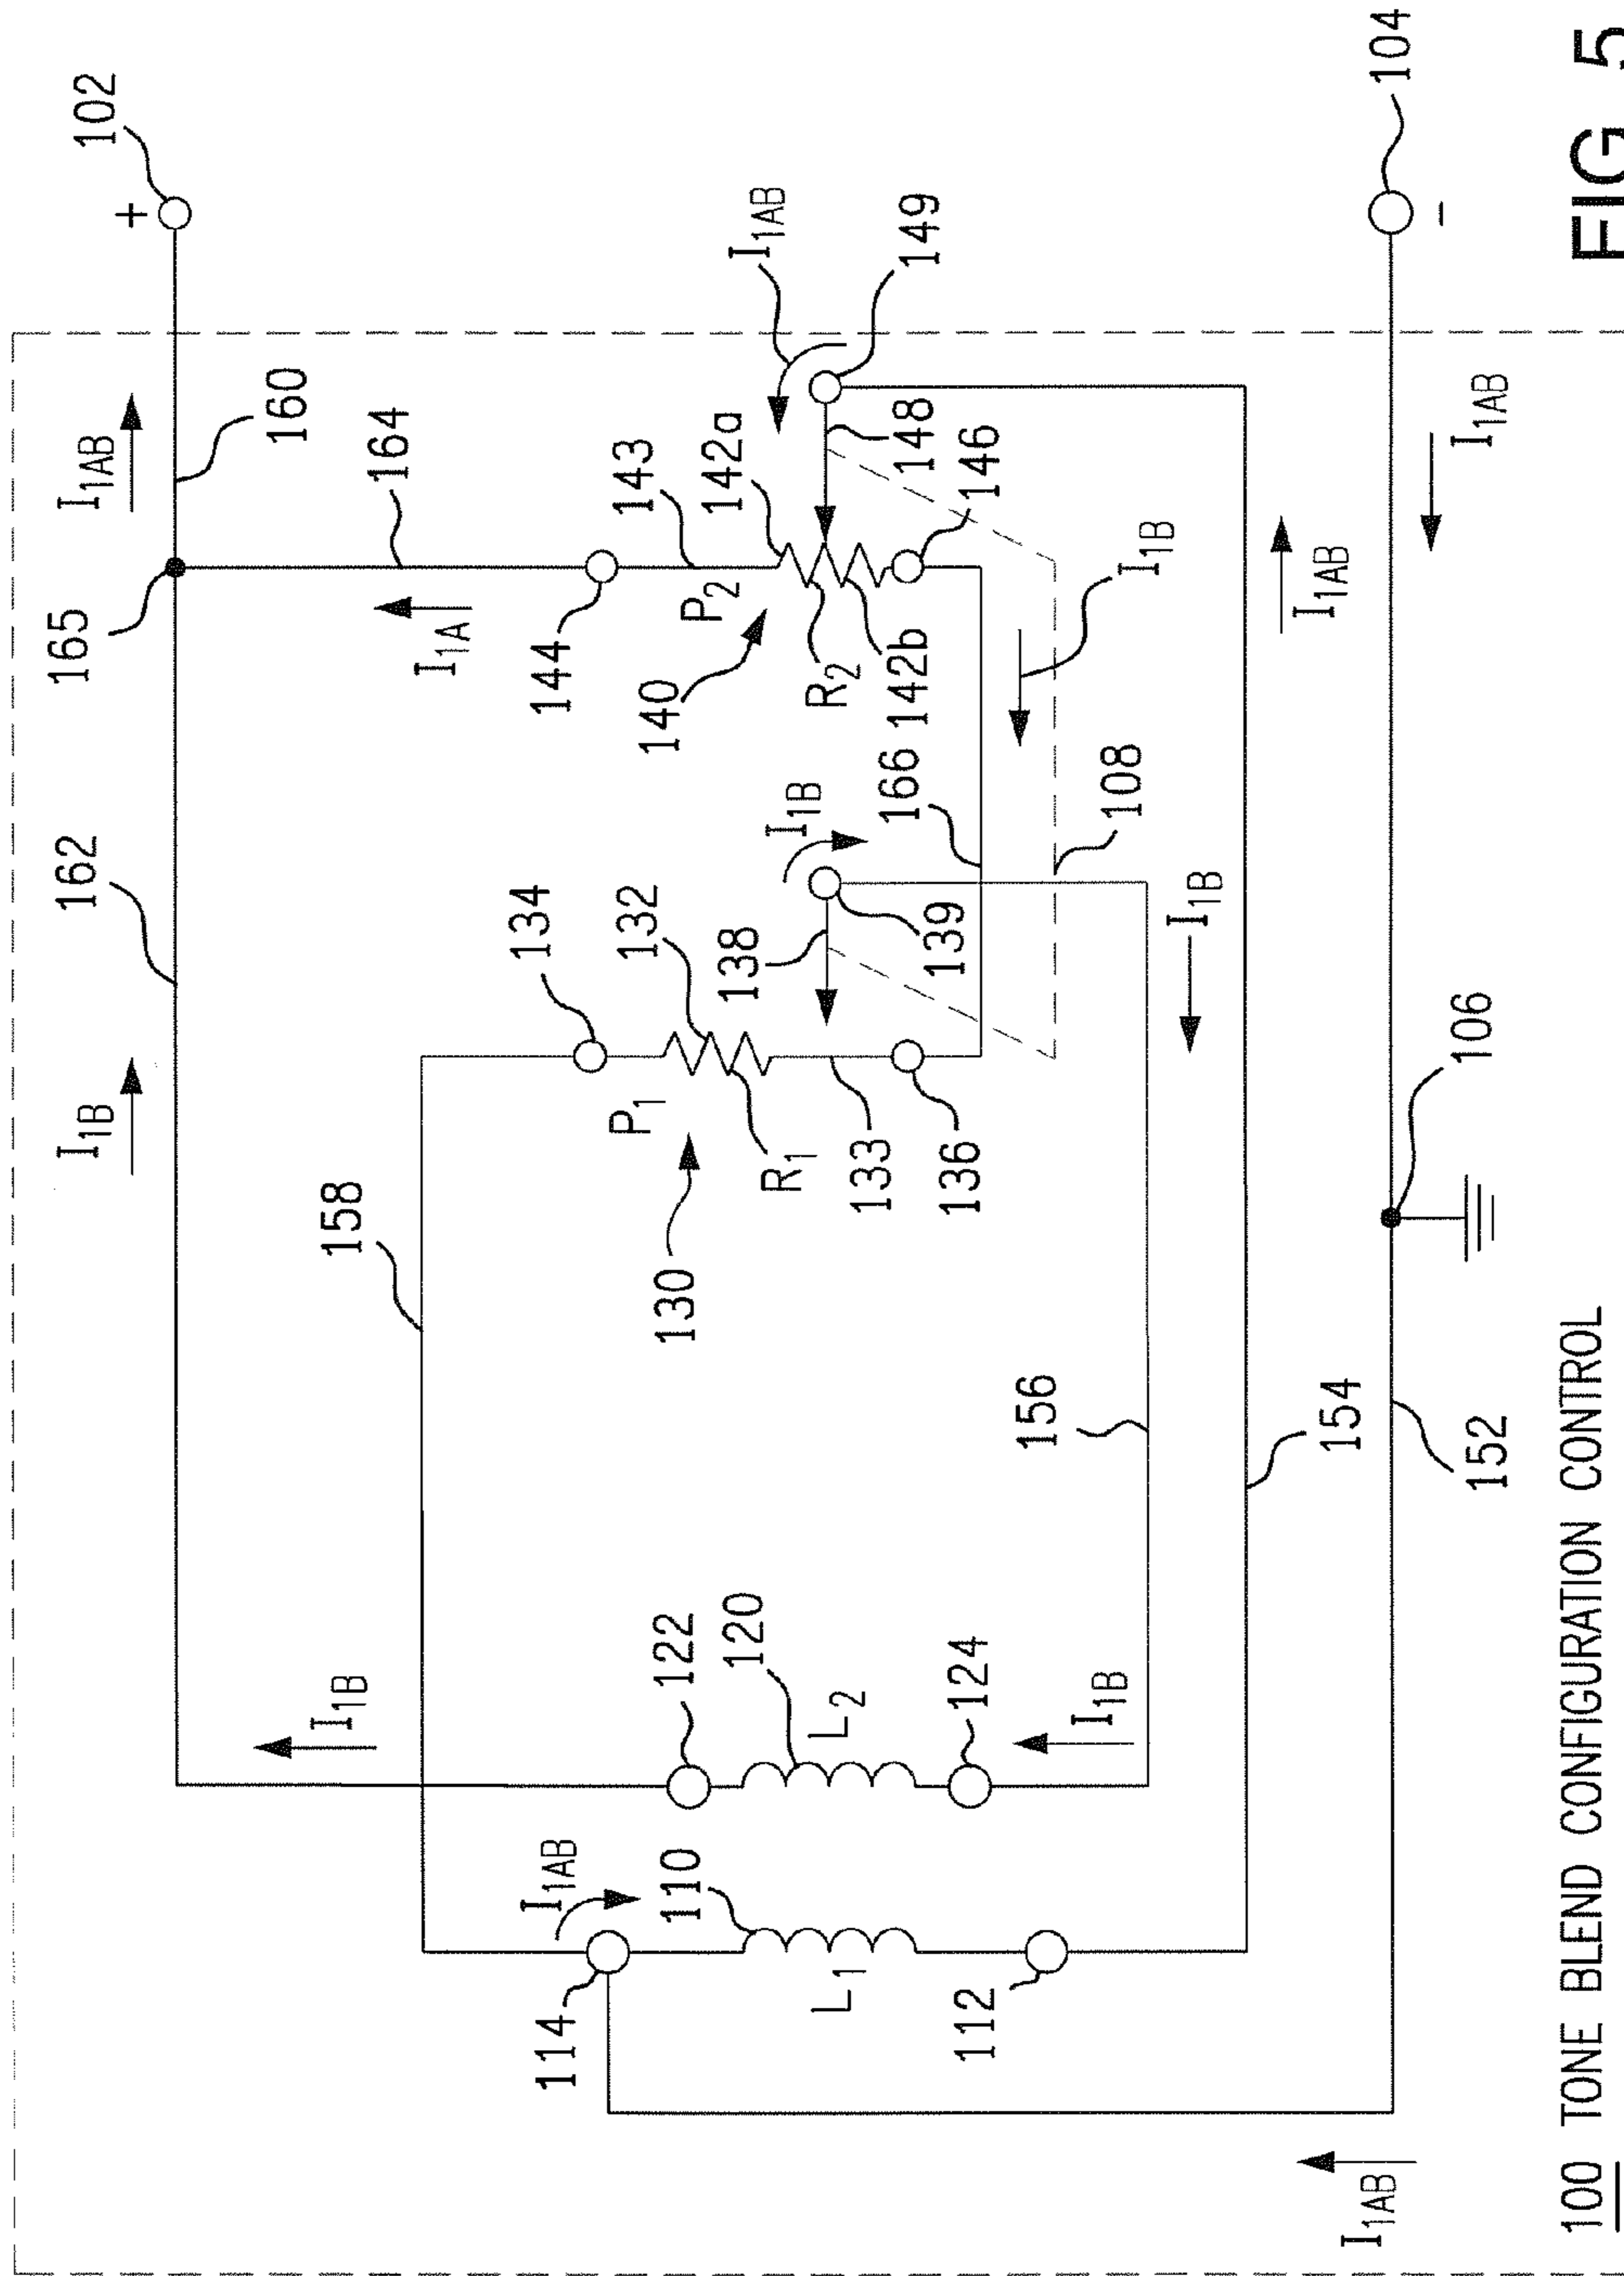 I1AB
I1B
165
162
160
102
+
164
158
I1A
144
143
142a
P2
140
R2
142b
I1AB
149
148
146
134
132
P1
130
R1
138
I1B
139
133
136
166
I1B
108
I1B
122
120
L2
124
I1B
I1AB
114
110
L1
112
156
I1B
I1AB
154
152
106
I1AB
104
-
I1AB
100 TONE BLEND CONFIGURATION CONTROL
FIG. 5